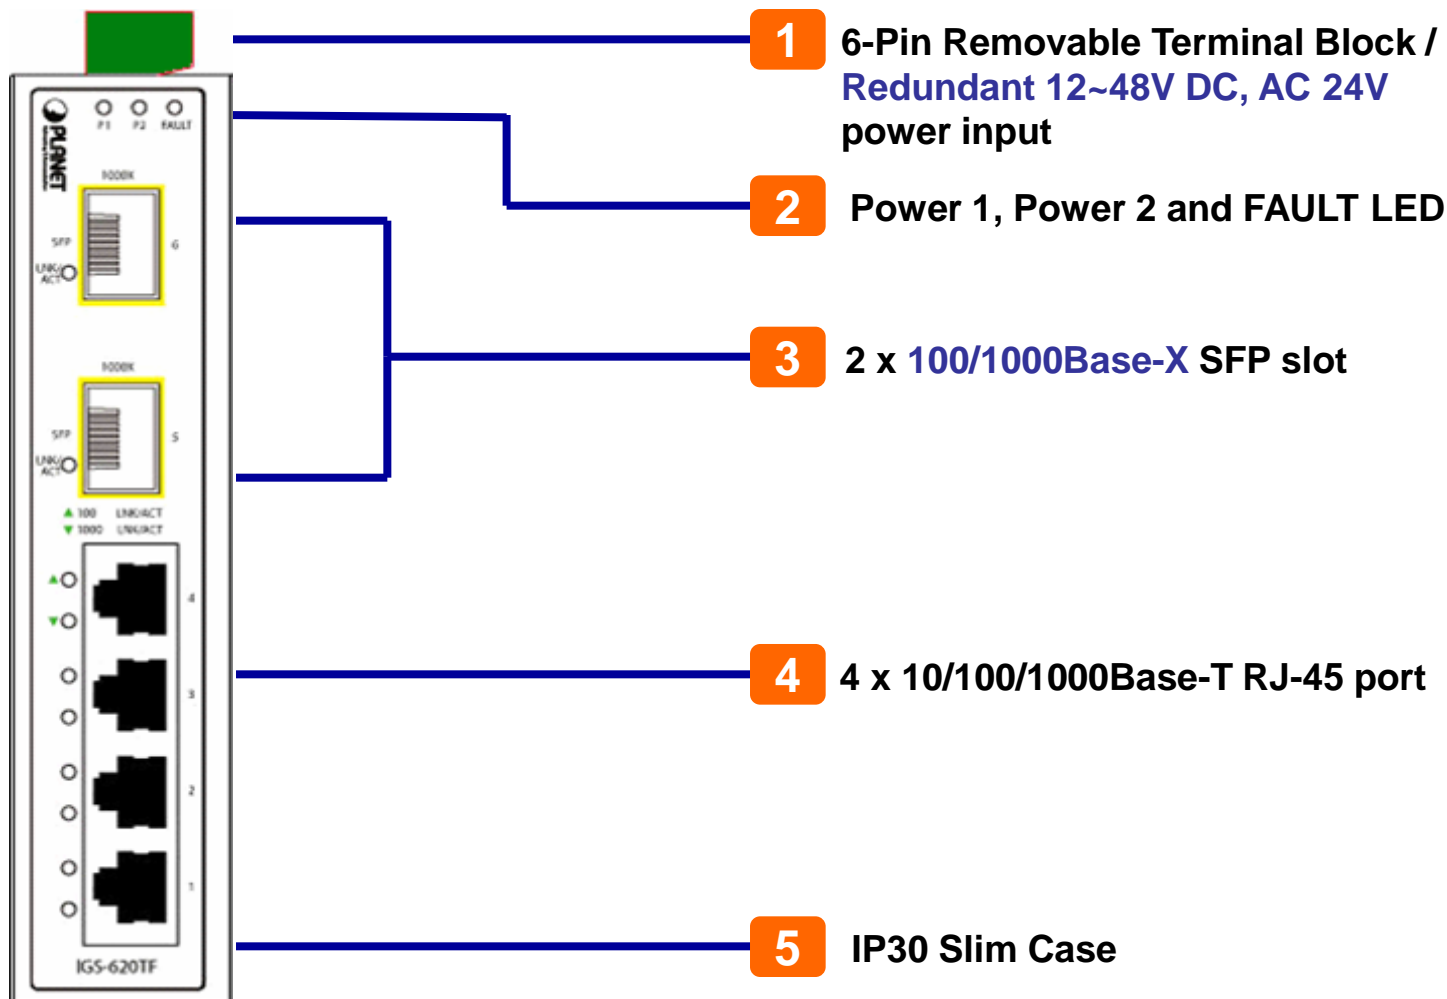 1
6-Pin Removable Terminal Block /
Redundant 12~48V DC, AC 24V
power input
2
Power 1, Power 2 and FAULT LED
3
2 x 100/1000Base-X SFP slot
4
4 x 10/100/1000Base-T RJ-45 port
5
IP30 Slim Case
PLANET
P1 P2 FAULT
1000X
SFP
6
LNK/
ACT
1000X
SFP
5
LNK/
ACT
▲ 100 LNK/ACT
▼ 1000 LNK/ACT
▲
4
▼
3
2
1
IGS-620TF